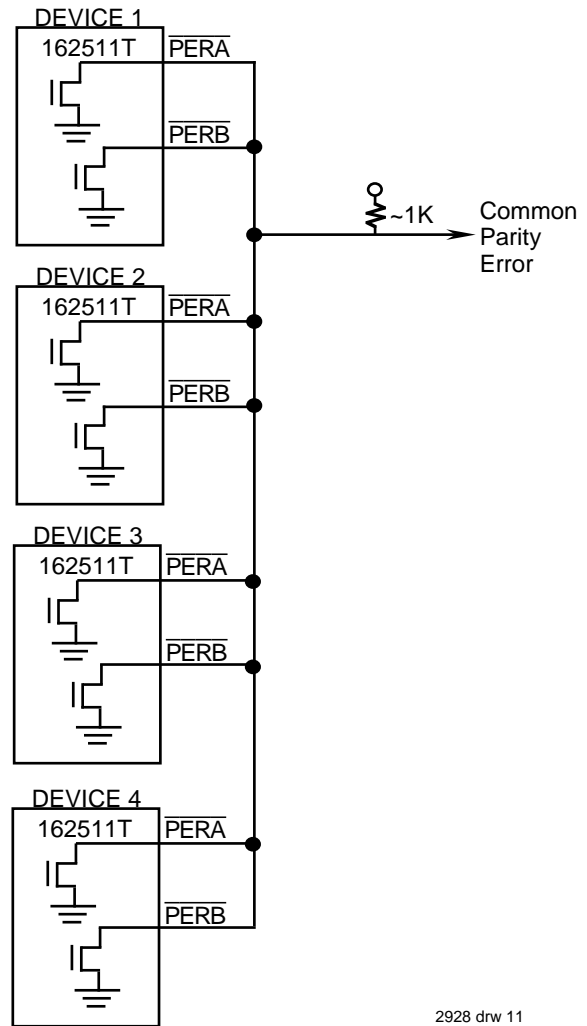 DEVICE 1
162511T
PERA
PERB
~1K
Common
Parity
Error
DEVICE 2
162511T
PERA
PERB
DEVICE 3
162511T
PERA
PERB
DEVICE 4
162511T
PERA
PERB
2928 drw 11